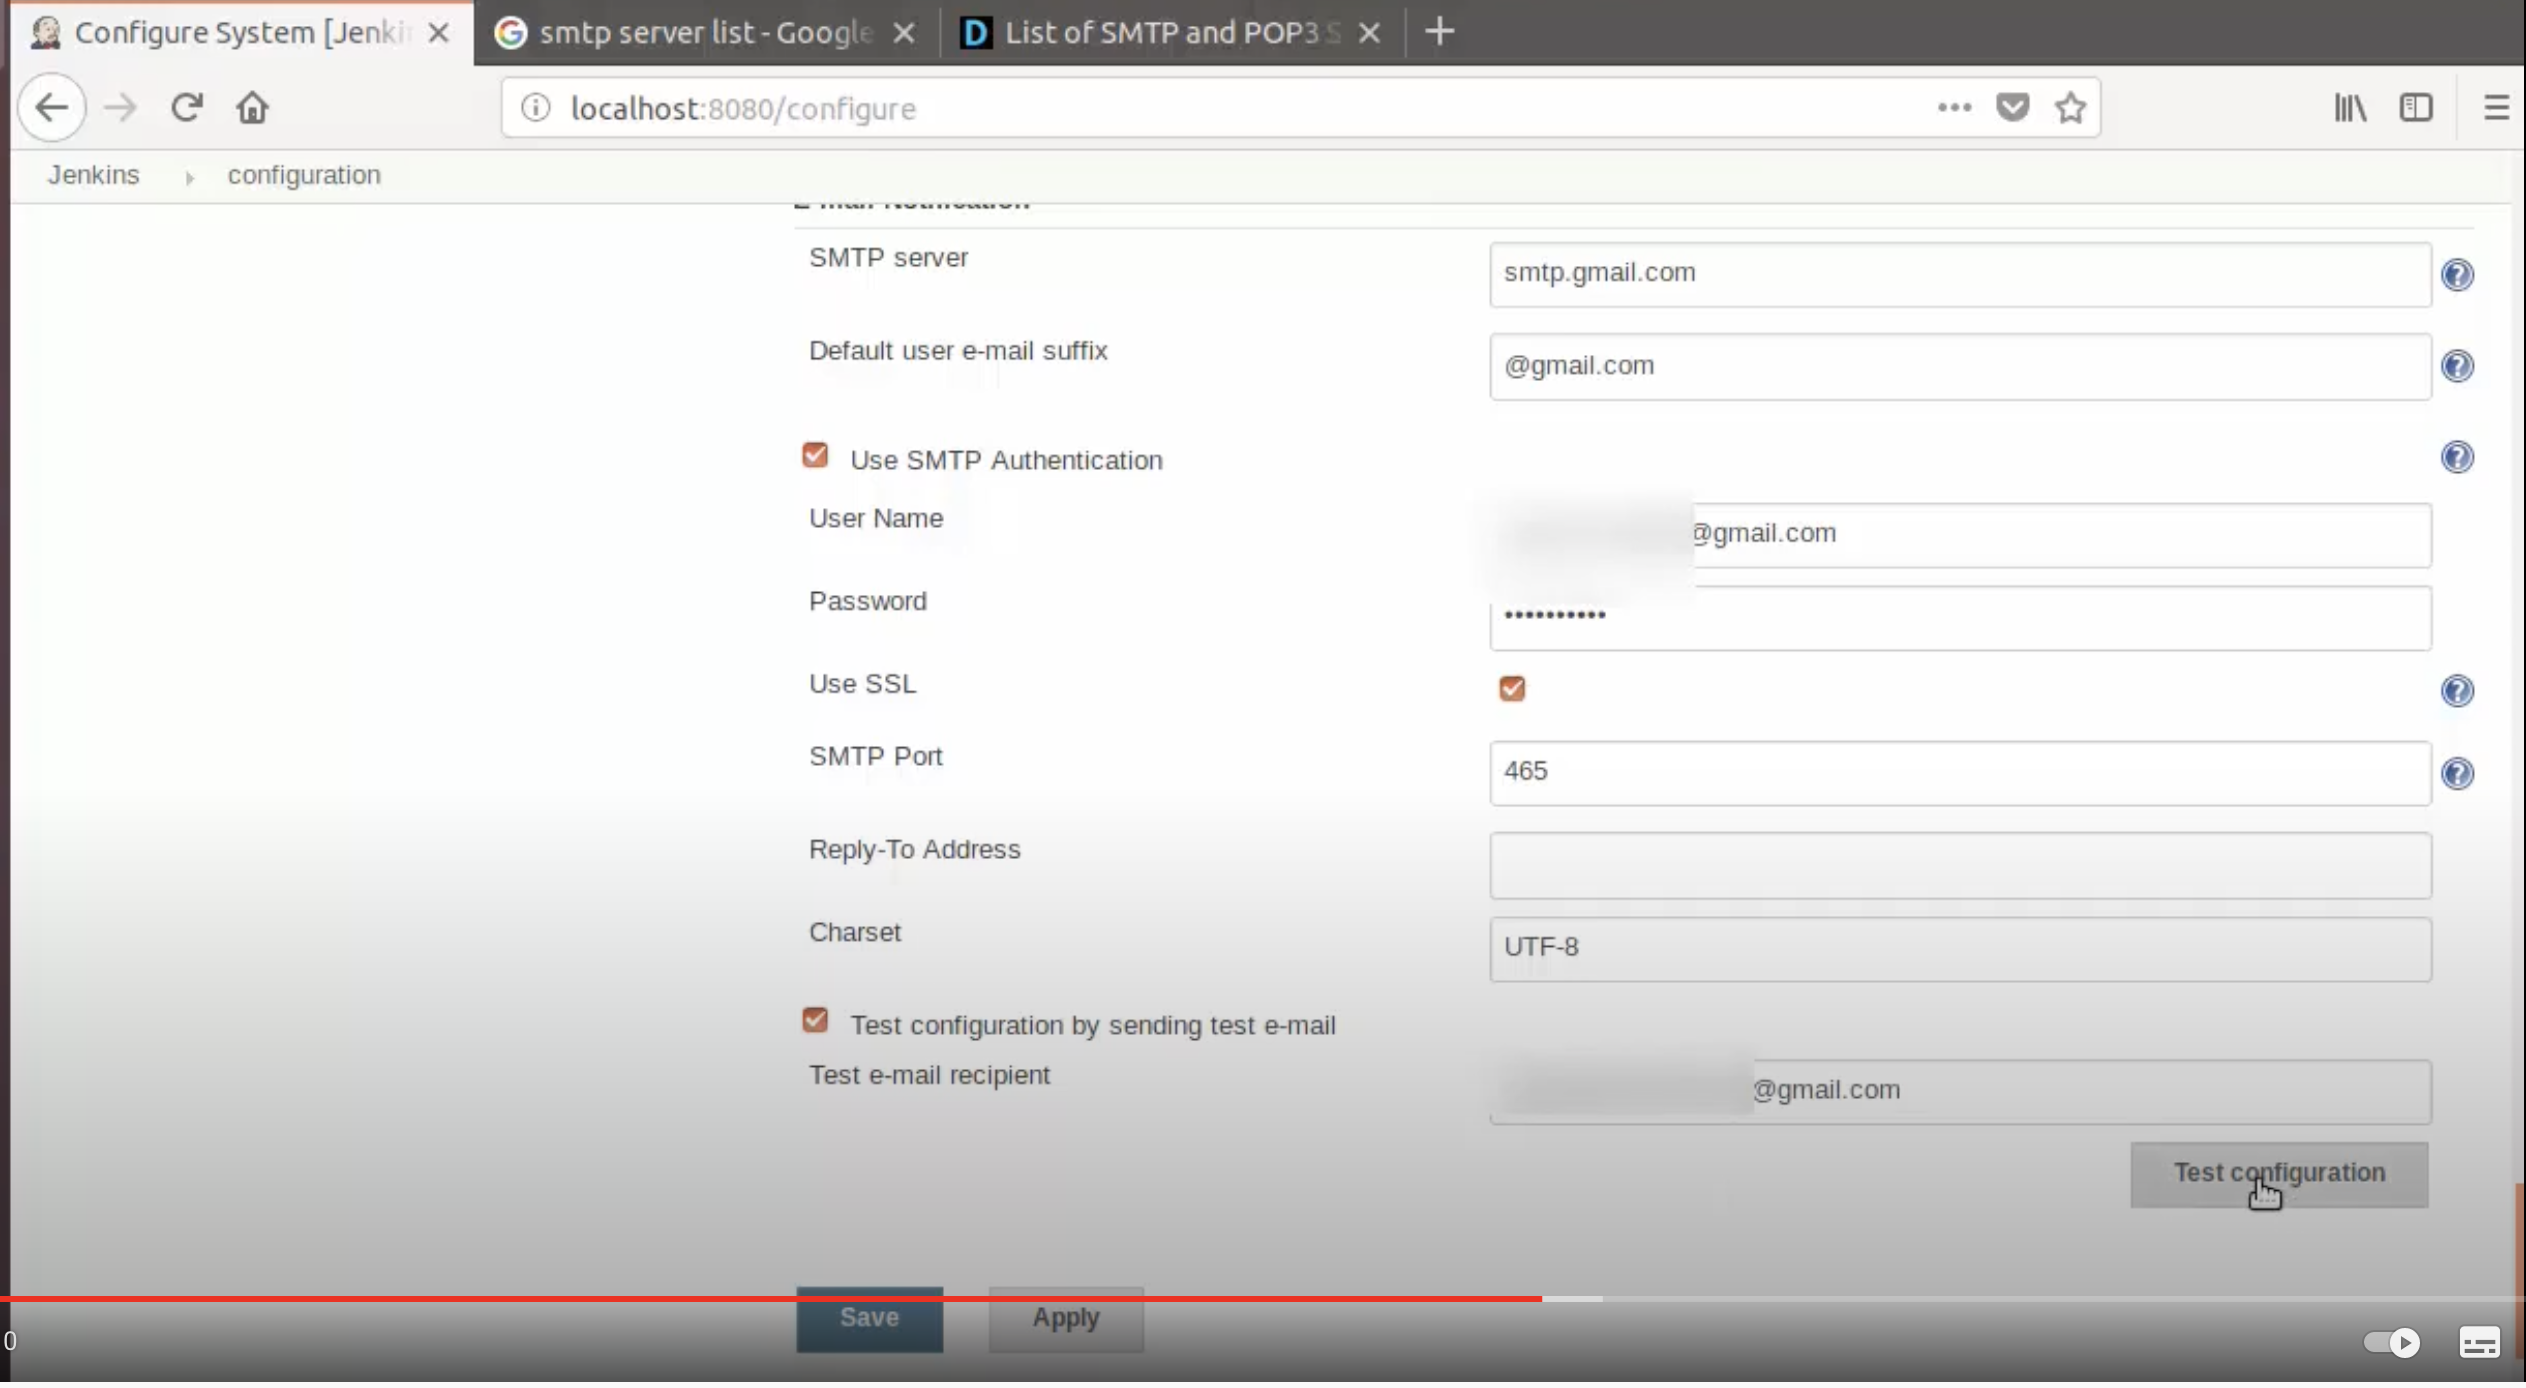 Configure System [Jenki
smtp server list - Google
List of SMTP and POP3 S
localhost:8080/configure
Jenkins
configuration
E-mail Notification
SMTP server
smtp.gmail.com
Default user e-mail suffix
@gmail.com
Use SMTP Authentication
User Name
@gmail.com
Password
••••••••••
Use SSL
SMTP Port
465
Reply-To Address
Charset
UTF-8
Test configuration by sending test e-mail
Test e-mail recipient
@gmail.com
Test configuration
Save
Apply
0